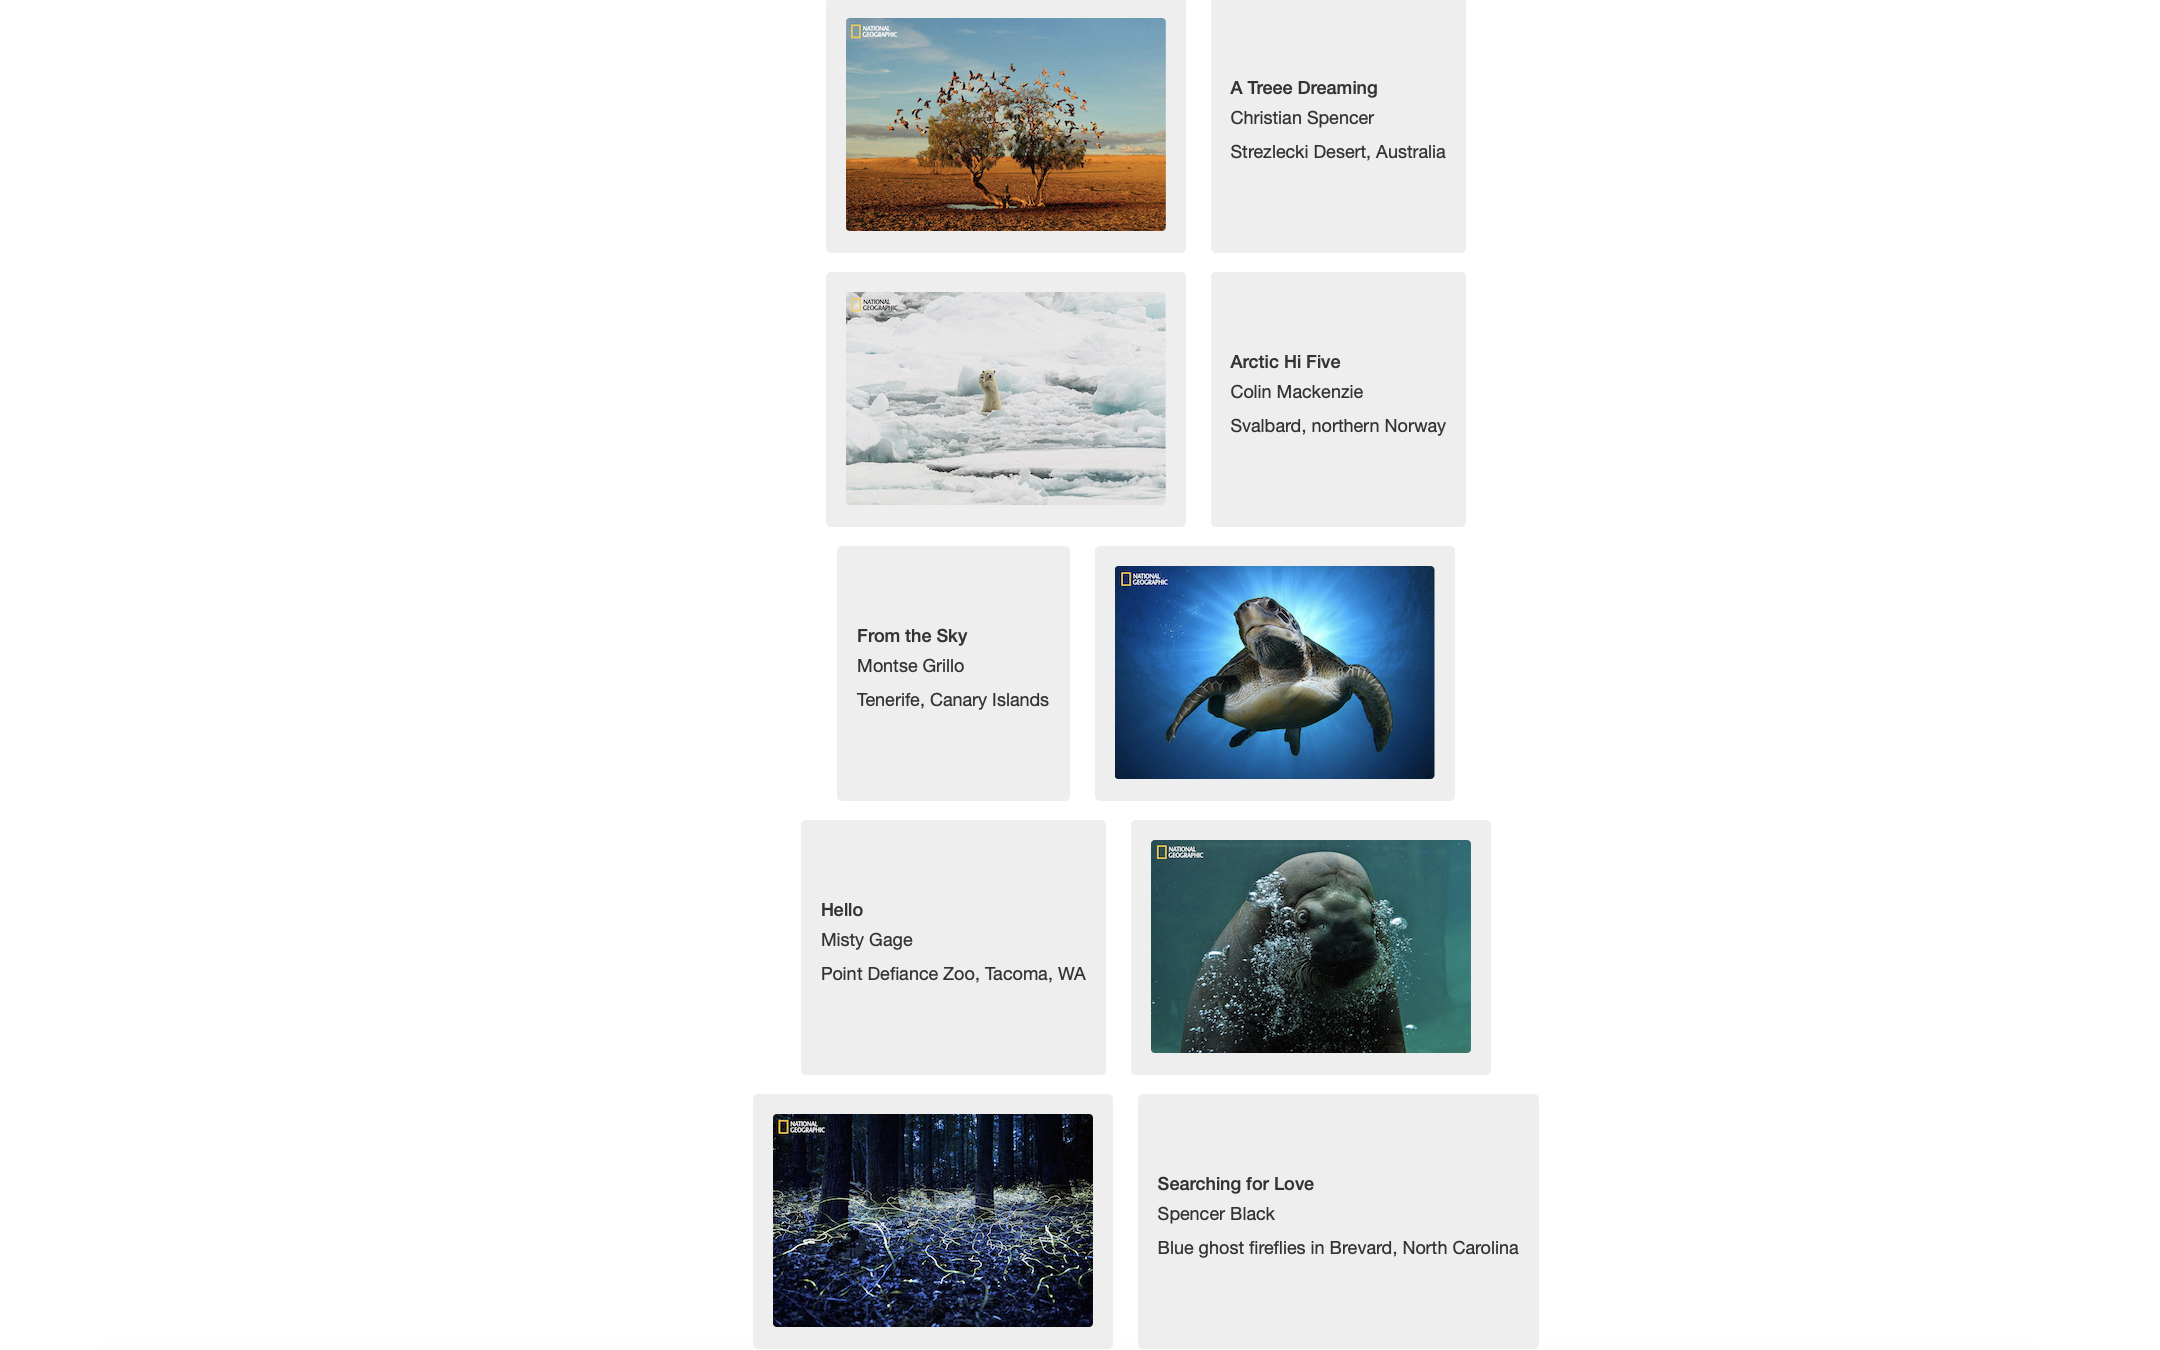 NATIONAL
GEOGRAPHIC
A Treee Dreaming
Christian Spencer
Strezlecki Desert, Australia
NATIONAL
GEOGRAPHIC
Arctic Hi Five
Colin Mackenzie
Svalbard, northern Norway
From the Sky
Montse Grillo
Tenerife, Canary Islands
NATIONAL
GEOGRAPHIC
Hello
Misty Gage
Point Defiance Zoo, Tacoma, WA
NATIONAL
GEOGRAPHIC
NATIONAL
GEOGRAPHIC
Searching for Love
Spencer Black
Blue ghost fireflies in Brevard, North Carolina